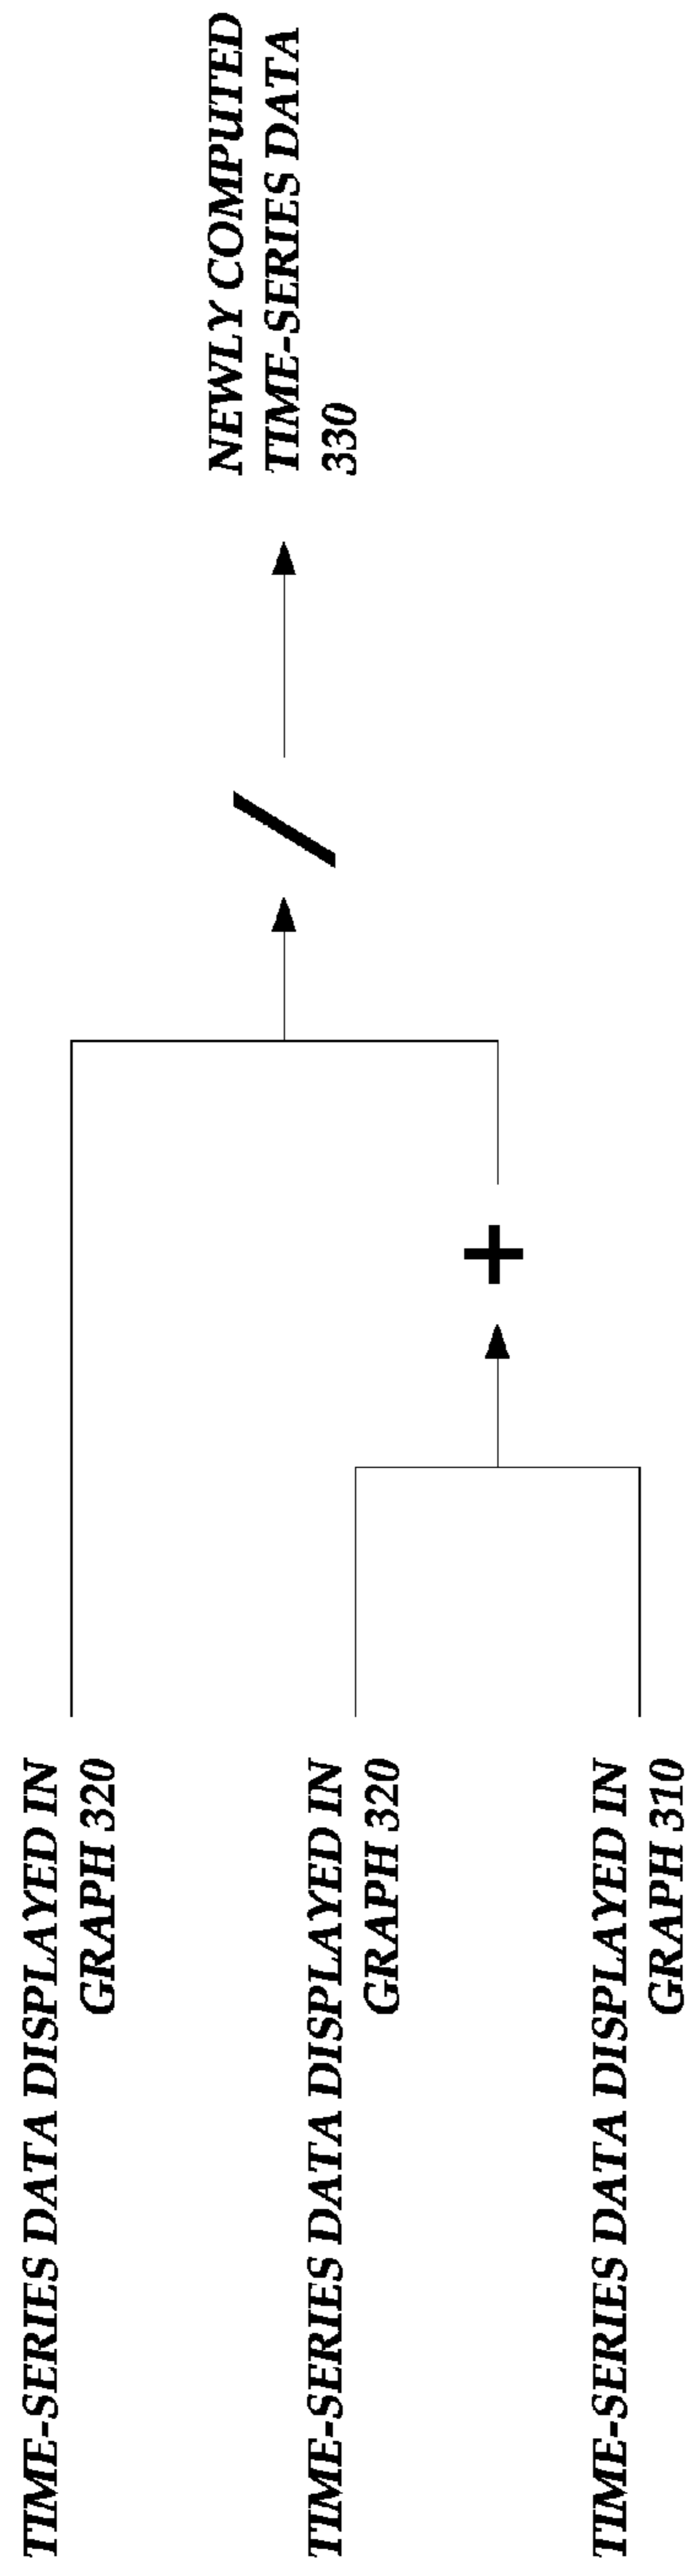 TIME-SERIES DATA DISPLAYED IN
GRAPH 320
TIME-SERIES DATA DISPLAYED IN
GRAPH 320
TIME-SERIES DATA DISPLAYED IN
GRAPH 310
+
/
NEWLY COMPUTED
TIME-SERIES DATA
330